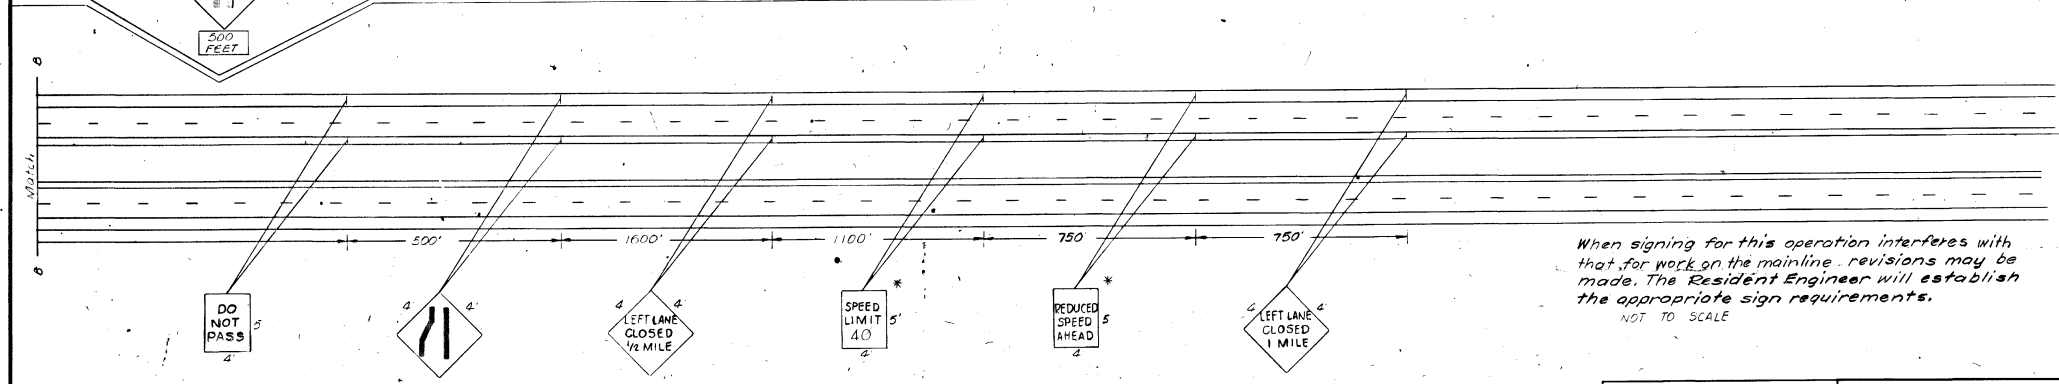 500
FEET
B
Match
B
500'
1600'
1100'
750'
750'
DO
NOT
PASS
5
4'
4'
4'
4'
4'
LEFT LANE
CLOSED
1/2 MILE
*
SPEED
LIMIT
40
5'
4'
*
REDUCED
SPEED
AHEAD
5
4
4'
4'
LEFT LANE
CLOSED
1 MILE
When signing for this operation interferes with
that for work on the mainline revisions may be
made. The Resident Engineer will establish
the appropriate sign requirements.
NOT TO SCALE